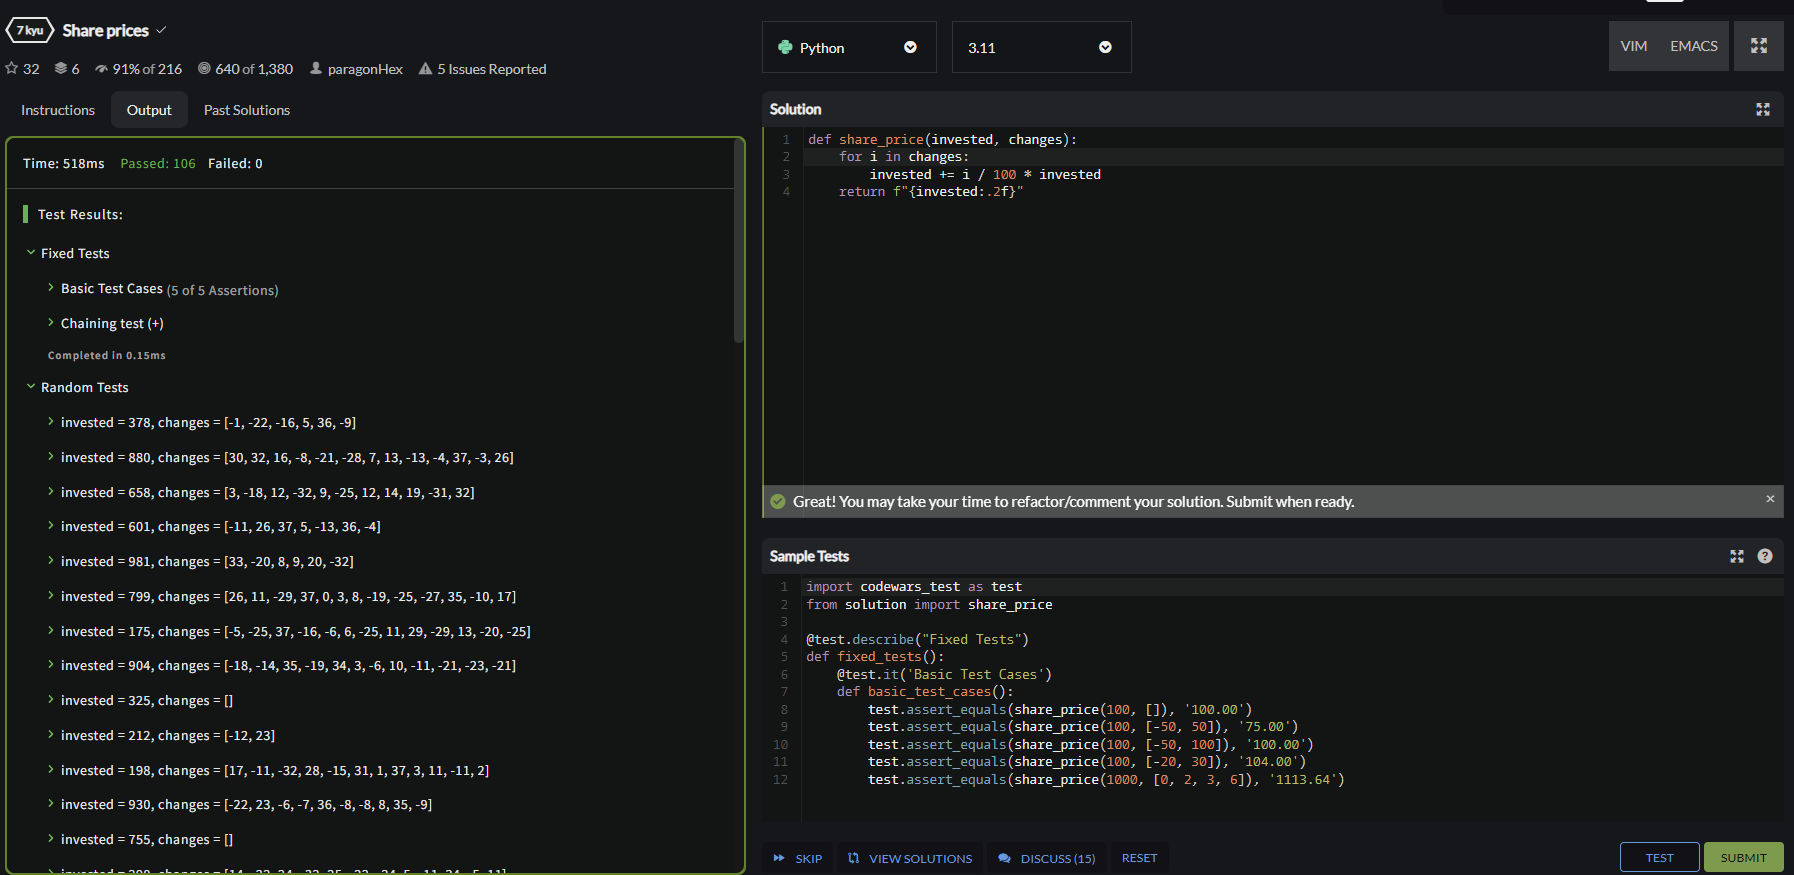 7 kyu Share prices
32 6 91% of 216 640 of 1,380 paragonHex 5 Issues Reported
Instructions Output Past Solutions
Time: 518ms Passed: 106 Failed: 0
Test Results:
Fixed Tests
Basic Test Cases (5 of 5 Assertions)
Chaining test (+)
Completed in 0.15ms
Random Tests
invested = 378, changes = [-1, -22, -16, 5, 36, -9]
invested = 880, changes = [30, 32, 16, -8, -21, -28, 7, 13, -13, -4, 37, -3, 26]
invested = 658, changes = [3, -18, 12, -32, 9, -25, 12, 14, 19, -31, 32]
invested = 601, changes = [-11, 26, 37, 5, -13, 36, -4]
invested = 981, changes = [33, -20, 8, 9, 20, -32]
invested = 799, changes = [26, 11, -29, 37, 0, 3, 8, -19, -25, -27, 35, -10, 17]
invested = 175, changes = [-5, -25, 37, -16, -6, 6, -25, 11, 29, -29, 13, -20, -25]
invested = 904, changes = [-18, -14, 35, -19, 34, 3, -6, 10, -11, -21, -23, -21]
invested = 325, changes = []
invested = 212, changes = [-12, 23]
invested = 198, changes = [17, -11, -32, 28, -15, 31, 1, 37, 3, 11, -11, 2]
invested = 930, changes = [-22, 23, -6, -7, 36, -8, -8, 8, 35, -9]
invested = 755, changes = []
Python 3.11 VIM EMACS
Solution
1 def share_price(invested, changes):
2     for i in changes:
3         invested += i / 100 * invested
4     return f"{invested:.2f}"
Great! You may take your time to refactor/comment your solution. Submit when ready. ×
Sample Tests ?
1 import codewars_test as test
2 from solution import share_price
3
4 @test.describe("Fixed Tests")
5 def fixed_tests():
6     @test.it('Basic Test Cases')
7     def basic_test_cases():
8         test.assert_equals(share_price(100, []), '100.00')
9         test.assert_equals(share_price(100, [-50, 50]), '75.00')
10         test.assert_equals(share_price(100, [-50, 100]), '100.00')
11         test.assert_equals(share_price(100, [-20, 30]), '104.00')
12         test.assert_equals(share_price(1000, [0, 2, 3, 6]), '1113.64')
SKIP VIEW SOLUTIONS DISCUSS (15) RESET TEST SUBMIT